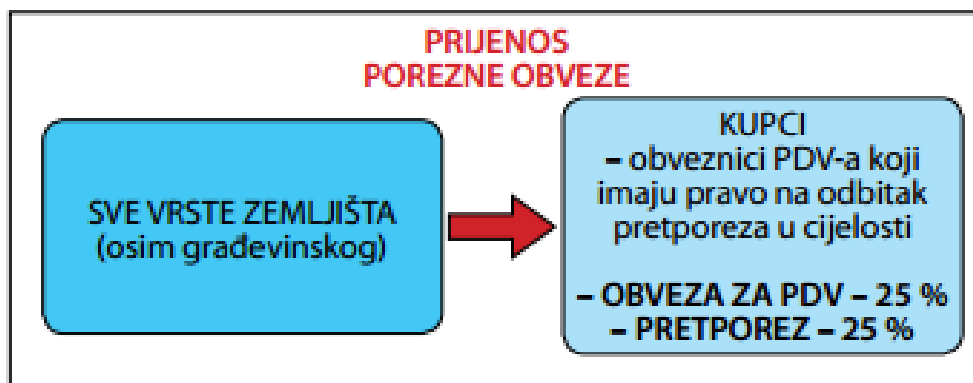 PRIJENOS
POREZNE OBVEZE
SVE VRSTE ZEMLJIŠTA
(osim građevinskog)
KUPCI
– obveznici PDV-a koji
imaju pravo na odbitak
pretporeza u cijelosti
– OBVEZA ZA PDV – 25 %
– PRETPOREZ – 25 %